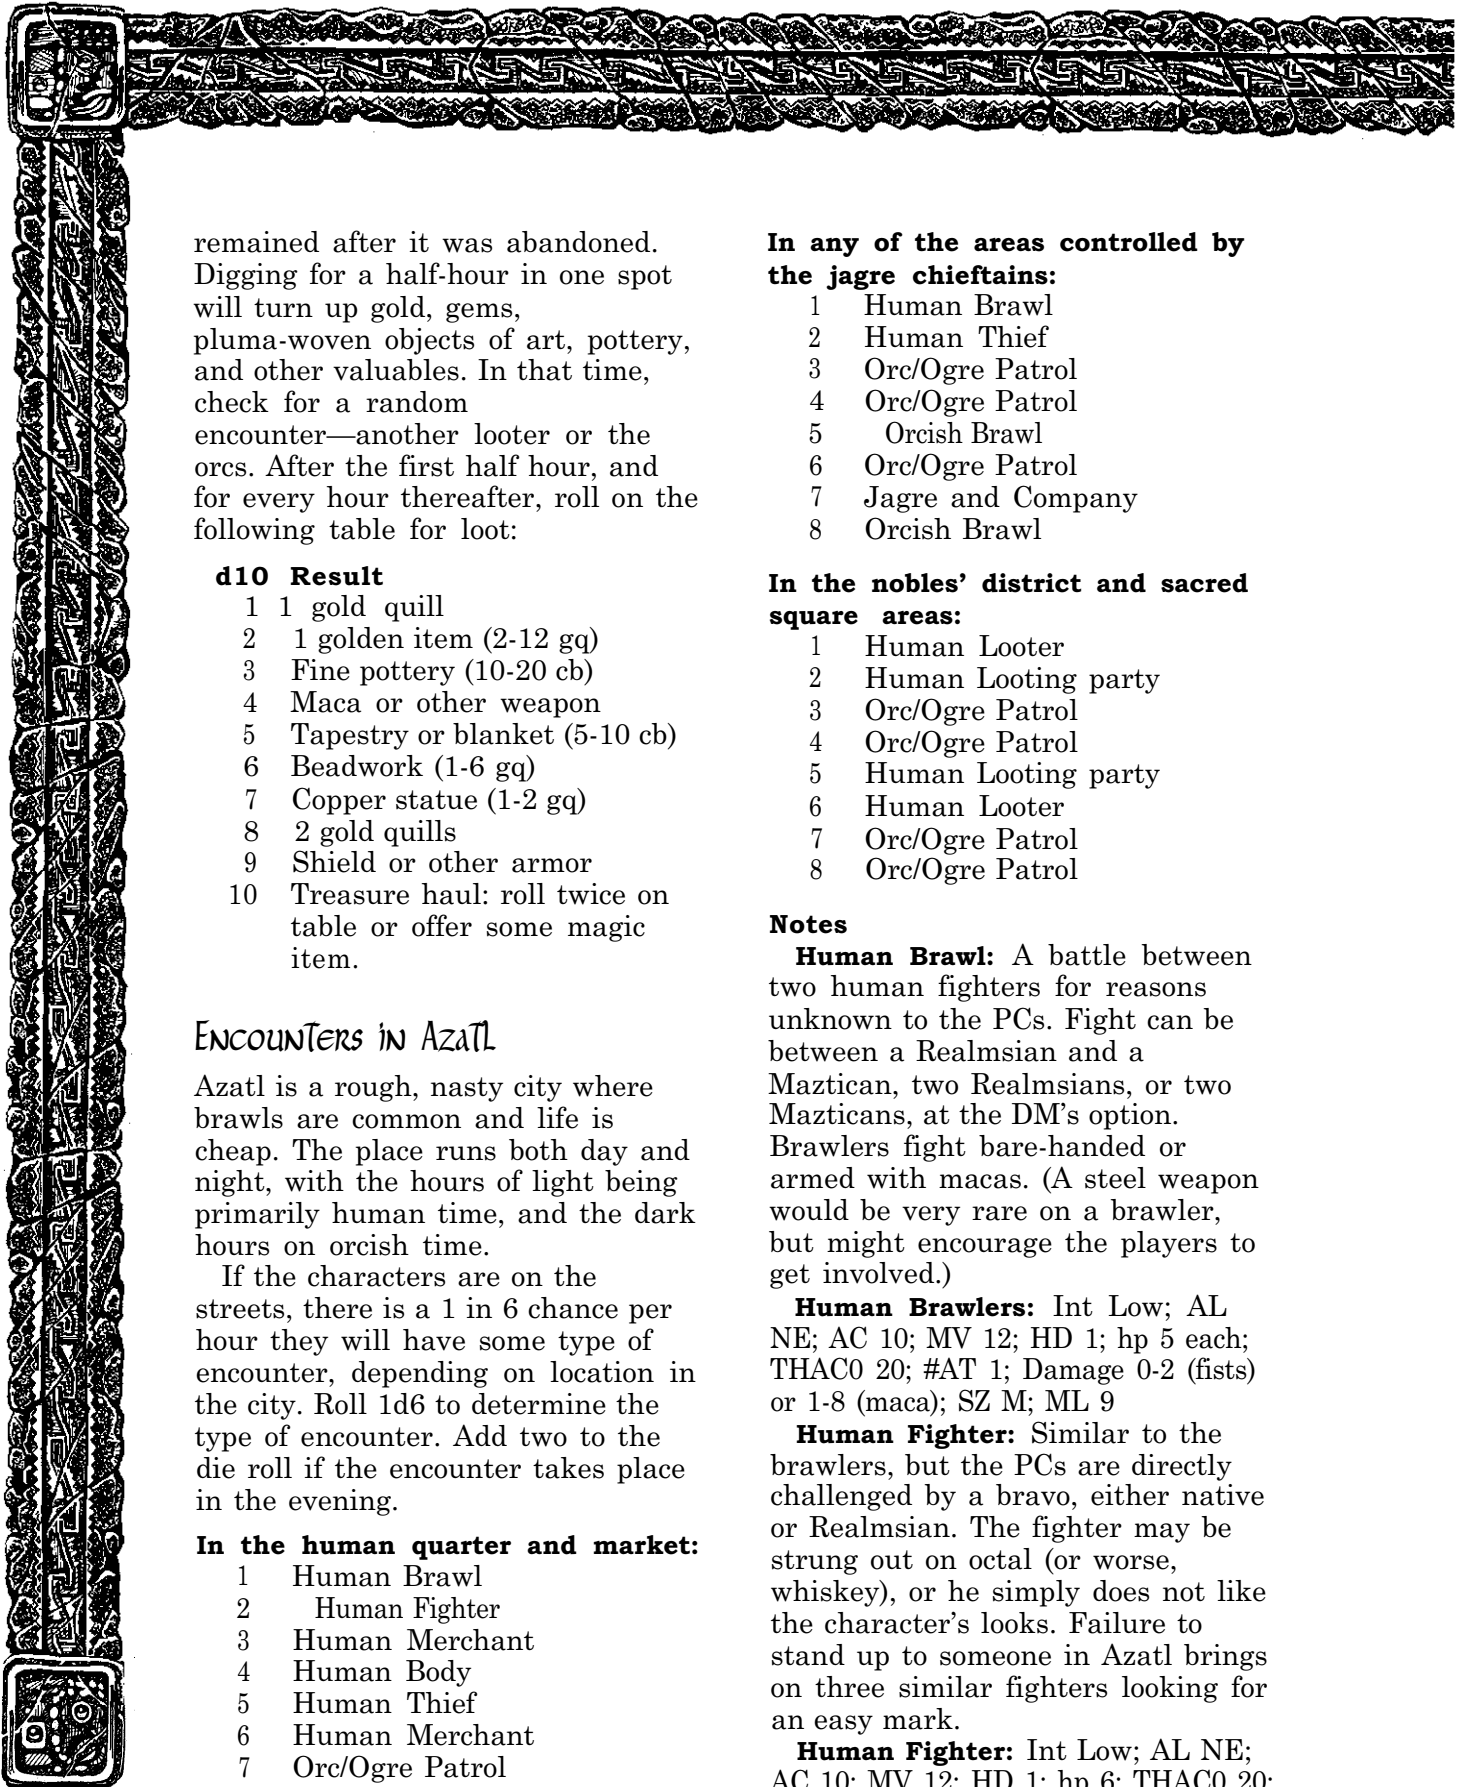 remained after it was abandoned.
Digging for a half-hour in one spot
will turn up gold, gems,
pluma-woven objects of art, pottery,
and other valuables. In that time,
check for a random
encounter—another looter or the
orcs. After the first half hour, and
for every hour thereafter, roll on the
following table for loot:
d10 Result
1 1 gold quill
2 1 golden item (2-12 gq)
3 Fine pottery (10-20 cb)
4 Maca or other weapon
5 Tapestry or blanket (5-10 cb)
6 Beadwork (1-6 gq)
7 Copper statue (1-2 gq)
8 2 gold quills
9 Shield or other armor
10 Treasure haul: roll twice on
table or offer some magic
item.
Encounters in Azatl
Azatl is a rough, nasty city where
brawls are common and life is
cheap. The place runs both day and
night, with the hours of light being
primarily human time, and the dark
hours on orcish time.
If the characters are on the
streets, there is a 1 in 6 chance per
hour they will have some type of
encounter, depending on location in
the city. Roll 1d6 to determine the
type of encounter. Add two to the
die roll if the encounter takes place
in the evening.
In the human quarter and market:
1 Human Brawl
2 Human Fighter
3 Human Merchant
4 Human Body
5 Human Thief
6 Human Merchant
7 Orc/Ogre Patrol
In any of the areas controlled by
the jagre chieftains:
1 Human Brawl
2 Human Thief
3 Orc/Ogre Patrol
4 Orc/Ogre Patrol
5 Orcish Brawl
6 Orc/Ogre Patrol
7 Jagre and Company
8 Orcish Brawl
In the nobles' district and sacred
square areas:
1 Human Looter
2 Human Looting party
3 Orc/Ogre Patrol
4 Orc/Ogre Patrol
5 Human Looting party
6 Human Looter
7 Orc/Ogre Patrol
8 Orc/Ogre Patrol
Notes
Human Brawl: A battle between
two human fighters for reasons
unknown to the PCs. Fight can be
between a Realmsian and a
Maztican, two Realmsians, or two
Mazticans, at the DM's option.
Brawlers fight bare-handed or
armed with macas. (A steel weapon
would be very rare on a brawler,
but might encourage the players to
get involved.)
Human Brawlers: Int Low; AL
NE; AC 10; MV 12; HD 1; hp 5 each;
THAC0 20; #AT 1; Damage 0-2 (fists)
or 1-8 (maca); SZ M; ML 9
Human Fighter: Similar to the
brawlers, but the PCs are directly
challenged by a bravo, either native
or Realmsian. The fighter may be
strung out on octal (or worse,
whiskey), or he simply does not like
the character's looks. Failure to
stand up to someone in Azatl brings
on three similar fighters looking for
an easy mark.
Human Fighter: Int Low; AL NE;
AC 10; MV 12; HD 1; hp 6; THAC0 20;